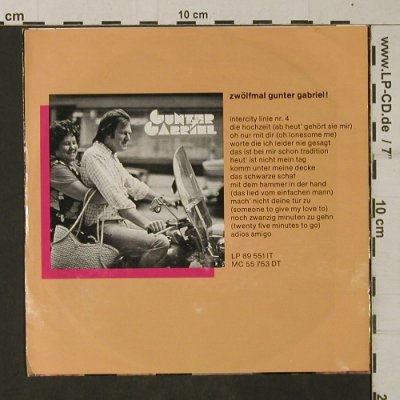 cm
10 cm
zwölfmal gunter gabriel!
GUNTER
GABRIEL
intercity linie nr. 4
die hochzeit (ab heut' gehört sie mir)
oh nur mit dir (oh lonesome me)
worte die ich leider nie gesagt
das ist bei mir schon tradition
heut' ist nicht mein tag
komm unter meine decke
das schwarze schaf
mit dem hammer in der hand
(das lied vom einfachen mann)
mach' nicht deine tür zu
(someone to give my love to)
noch zwanzig minuten zu gehn
(twenty five minutes to go)
adios amigo
LP 89 551 IT
MC 55 753 DT
www.LP-CD.de / 7"
10 cm